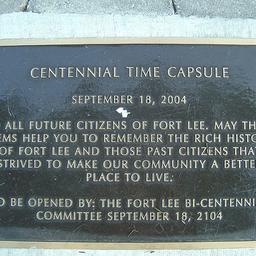 CENTENNIAL TIME CAPSULE
SEPTEMBER 18, 2004
ALL FUTURE CITIZENS OF FORT LEE. MAY TH
EMS HELP YOU TO REMEMBER THE RICH HISTO
OF FORT LEE AND THOSE PAST CITIZENS THAT
STRIVED TO MAKE OUR COMMUNITY A BETTE
PLACE TO LIVE.
O BE OPENED BY: THE FORT LEE BI-CENTENNI
COMMITTEE SEPTEMBER 18, 2104